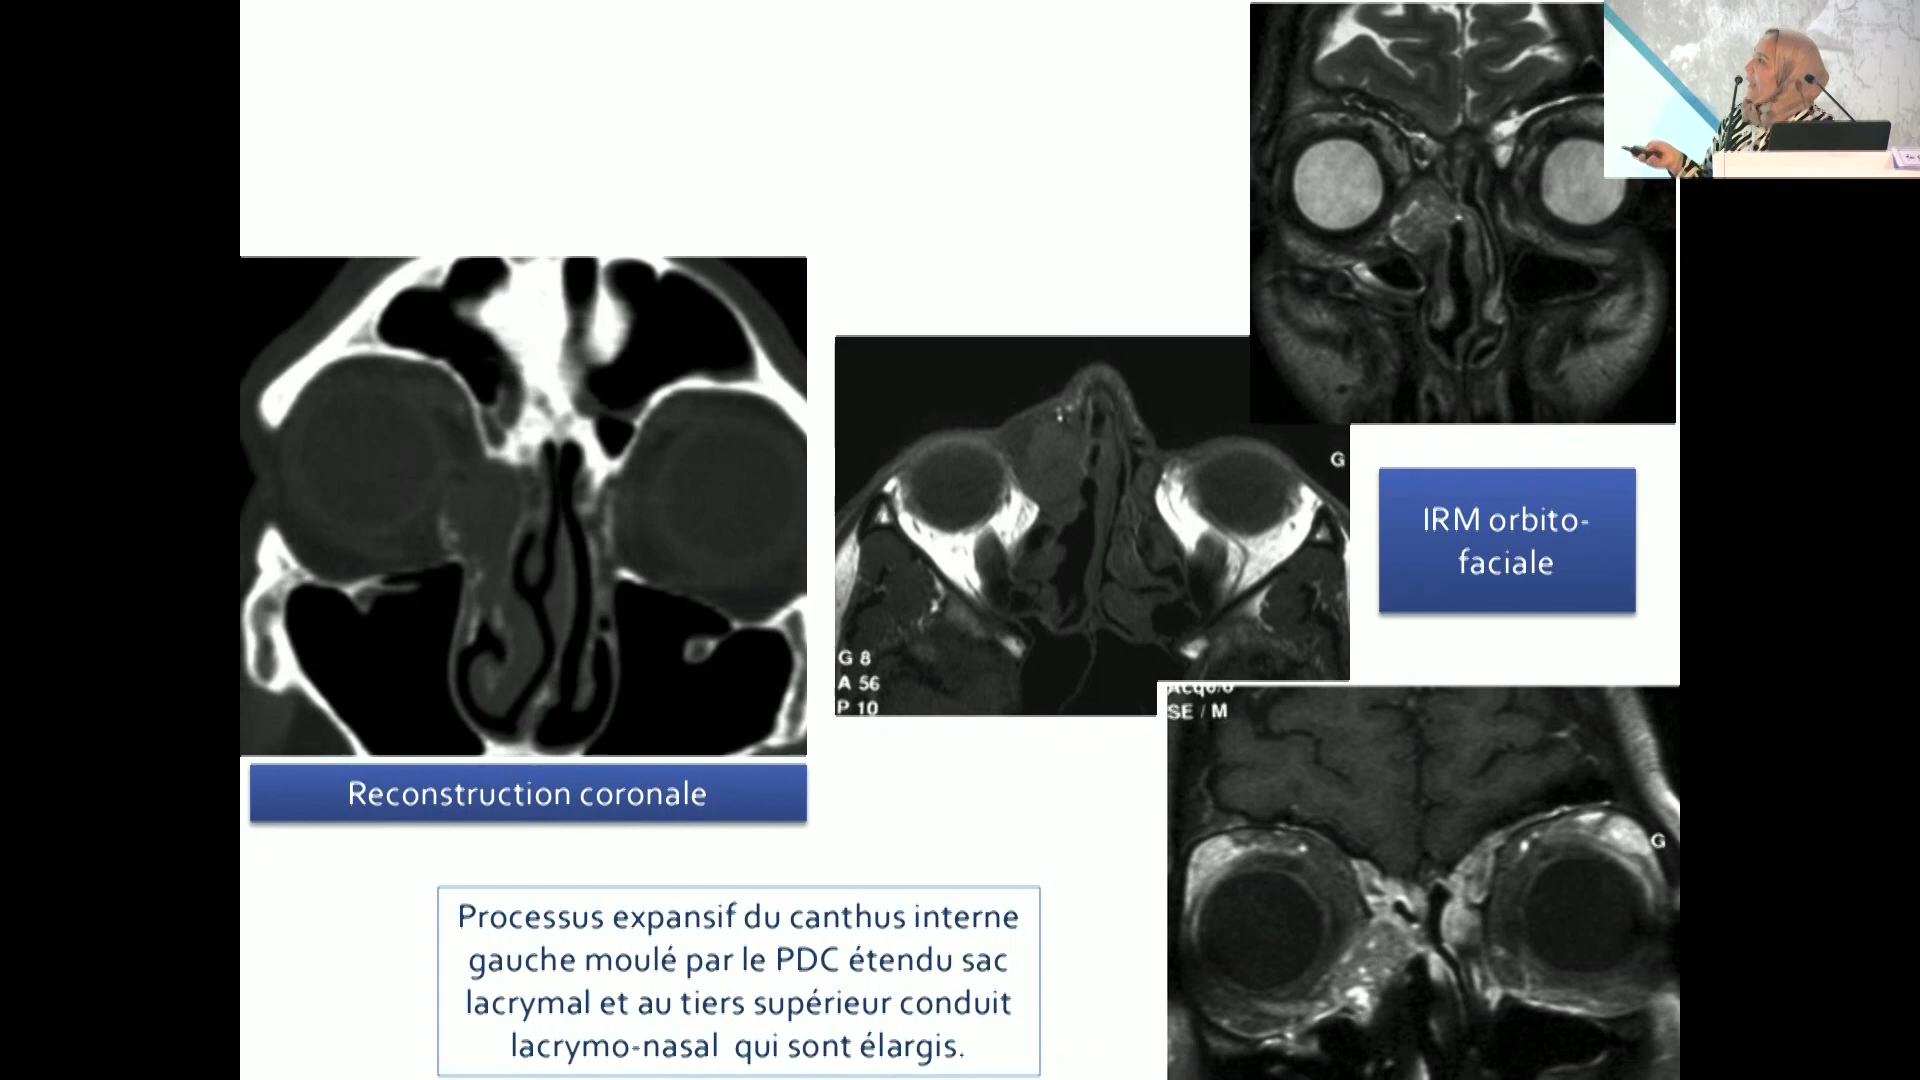 G
IRM orbito-
faciale
G 8
A 56
P 10
SE / M
Reconstruction coronale
G
Processus expansif du canthus interne
gauche moulé par le PDC étendu sac
lacrymal et au tiers supérieur conduit
lacrymo-nasal qui sont élargis.